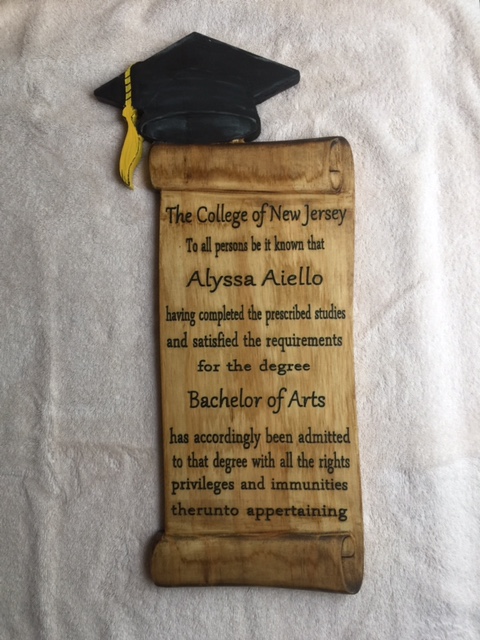 The College of New Jersey
To all persons be it known that
Alyssa Aiello
having completed the prescribed studies
and satisfied the requirements
for the degree
Bachelor of Arts
has accordingly been admitted
to that degree with all the rights
privileges and immunities
therunto appertaining